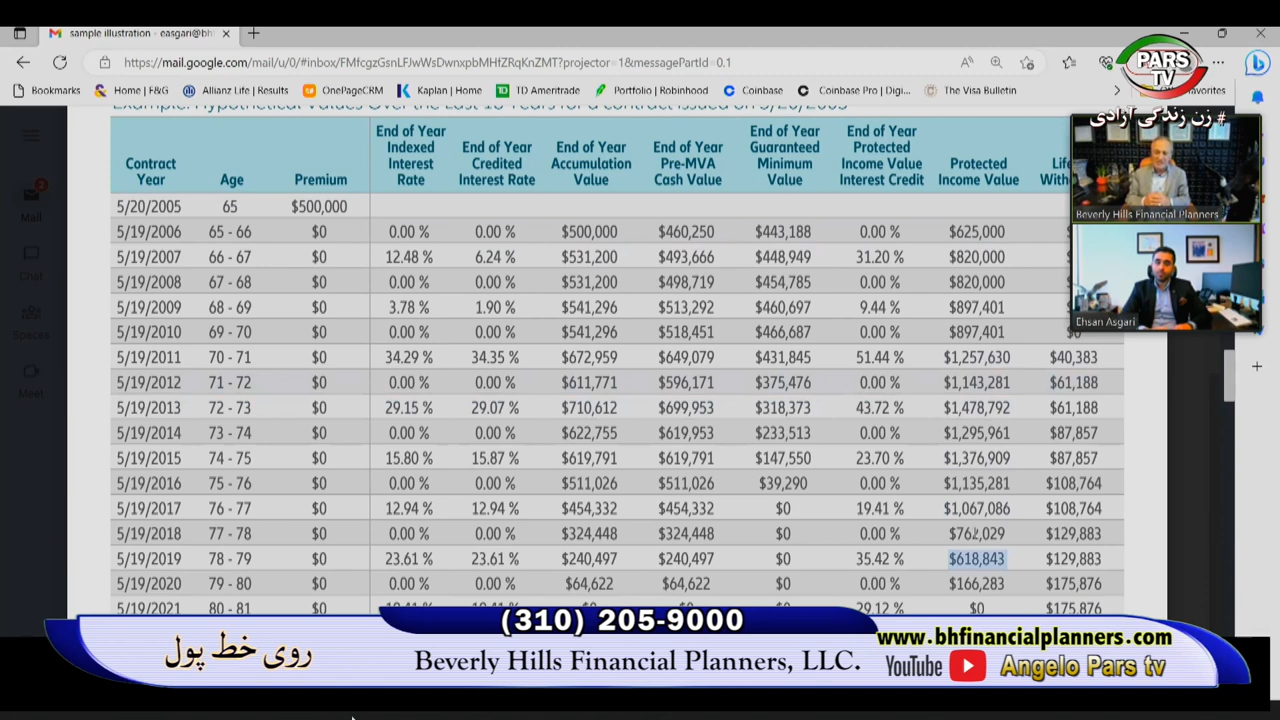 sample illustration - easgari@bh
https://mail.google.com/mail/u/0/#inbox/FMfcgzGsnLFJwWsDwnxjpMHfZRqKnZMT?projector=1&messagePartId=0.1
Bookmarks Home | F&G Allianz Life | Results OnePageCRM Kaplan | Home TD Ameritrade Portfolio | Robinhood Coinbase Coinbase Pro | Digi... The Visa Bulletin
PARS
TV
# زن زندگی آزادی
Mail
Chat
Spaces
Meet
Contract Year Age Premium End of Year Indexed Interest Rate End of Year Credited Interest Rate End of Year Accumulation Value End of Year Pre-MVA Cash Value End of Year Guaranteed Minimum Value End of Year Protected Income Value Interest Credit Protected Income Value
5/20/2005 65 $500,000
5/19/2006 65 - 66 $0 0.00 % 0.00 % $500,000 $460,250 $443,188 0.00 % $625,000
5/19/2007 66 - 67 $0 12.48 % 6.24 % $531,200 $493,666 $448,949 31.20 % $820,000
5/19/2008 67 - 68 $0 0.00 % 0.00 % $531,200 $498,719 $454,785 0.00 % $820,000
5/19/2009 68 - 69 $0 3.78 % 1.90 % $541,296 $513,292 $460,697 9.44 % $897,401
5/19/2010 69 - 70 $0 0.00 % 0.00 % $541,296 $518,451 $466,687 0.00 % $897,401
5/19/2011 70 - 71 $0 34.29 % 34.35 % $672,959 $649,079 $431,845 51.44 % $1,257,630 $40,383
5/19/2012 71 - 72 $0 0.00 % 0.00 % $611,771 $596,171 $375,476 0.00 % $1,143,281 $61,188
5/19/2013 72 - 73 $0 29.15 % 29.07 % $710,612 $699,953 $318,373 43.72 % $1,478,792 $61,188
5/19/2014 73 - 74 $0 0.00 % 0.00 % $622,755 $619,953 $233,513 0.00 % $1,295,961 $87,857
5/19/2015 74 - 75 $0 15.80 % 15.87 % $619,791 $619,791 $147,550 23.70 % $1,376,909 $87,857
5/19/2016 75 - 76 $0 0.00 % 0.00 % $511,026 $511,026 $39,290 0.00 % $1,135,281 $108,764
5/19/2017 76 - 77 $0 12.94 % 12.94 % $454,332 $454,332 $0 19.41 % $1,067,086 $108,764
5/19/2018 77 - 78 $0 0.00 % 0.00 % $324,448 $324,448 $0 0.00 % $762,029 $129,883
5/19/2019 78 - 79 $0 23.61 % 23.61 % $240,497 $240,497 $0 35.42 % $618,843 $129,883
5/19/2020 79 - 80 $0 0.00 % 0.00 % $64,622 $64,622 $0 0.00 % $166,283 $175,876
5/19/2021 80 - 81 $0 29.12 % $0 $175,876
Beverly Hills Financial Planners
Ehsan Asgari
(310) 205-9000
روی خط پول
Beverly Hills Financial Planners, LLC.
www.bhfinancialplanners.com
YouTube Angelo Pars tv